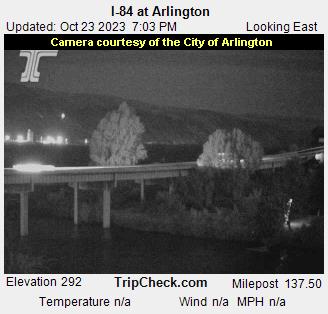 I-84 at Arlington
Updated: Oct 23 2023 7:03 PM Looking East
Camera courtesy of the City of Arlington
Elevation 292 TripCheck.com Milepost 137.50
Temperature n/a Wind n/a MPH n/a